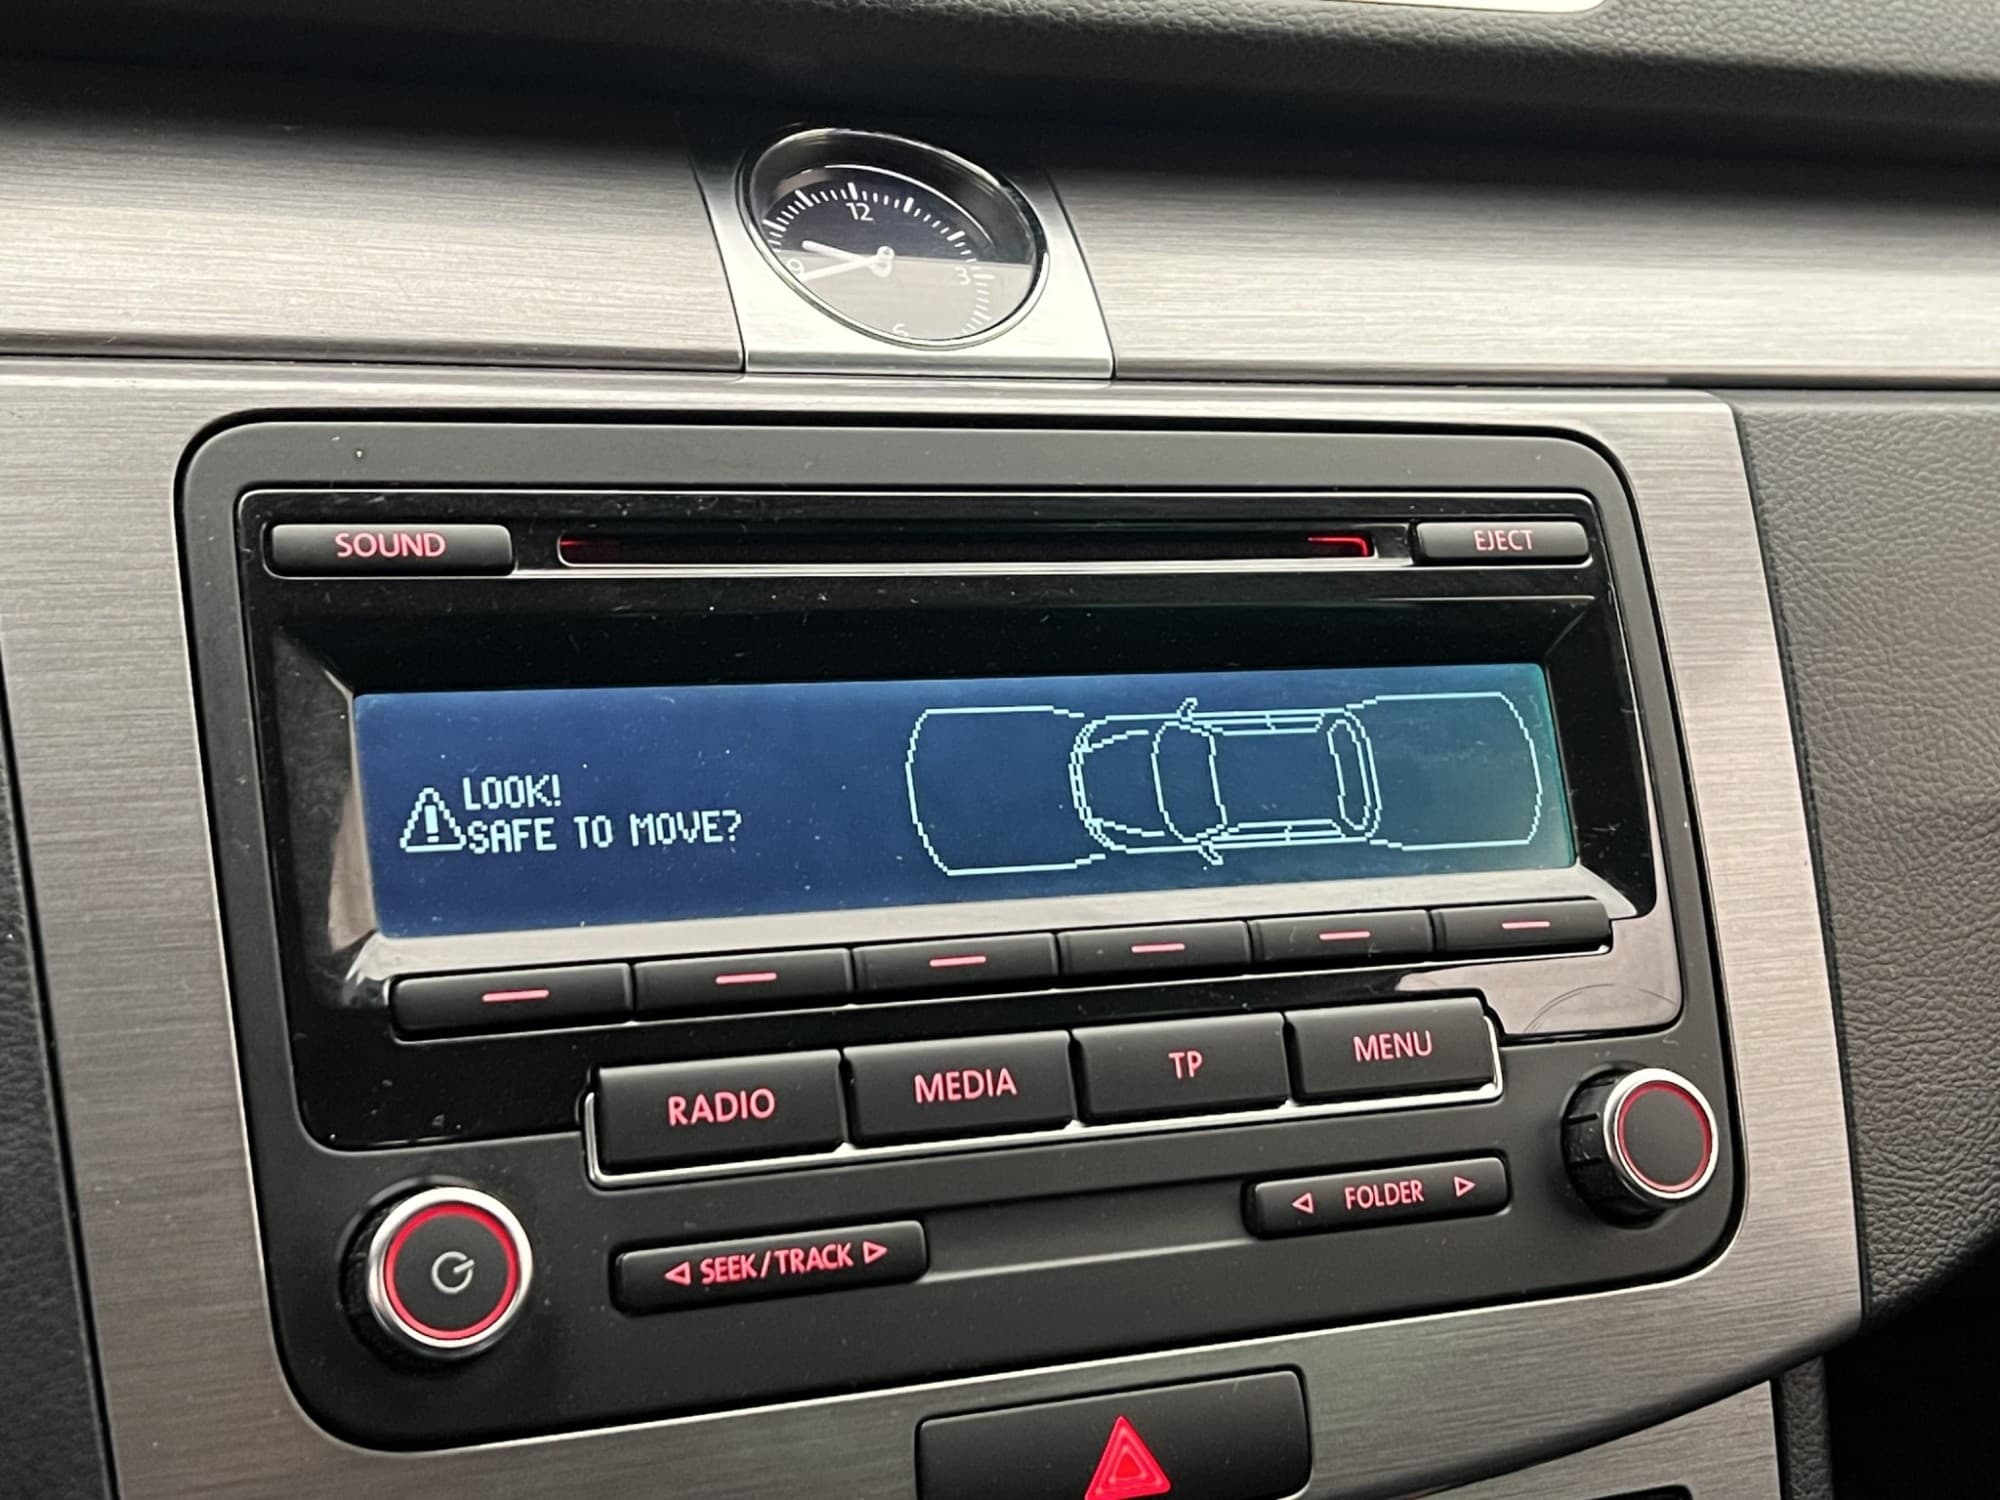 12
9
3
6
SOUND
EJECT
LOOK!
SAFE TO MOVE?
RADIO
MEDIA
TP
MENU
SEEK/TRACK
FOLDER